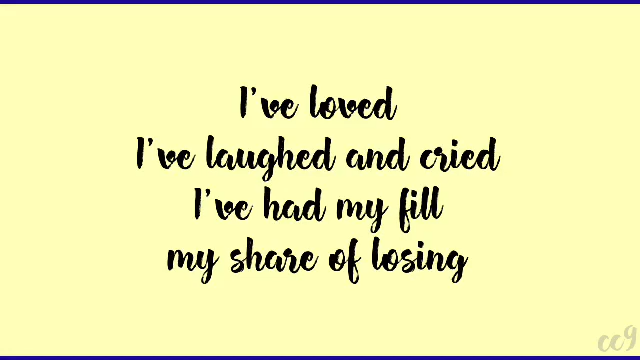 I've loved
I've laughed and cried
I've had my fill
my share of losing
cc9